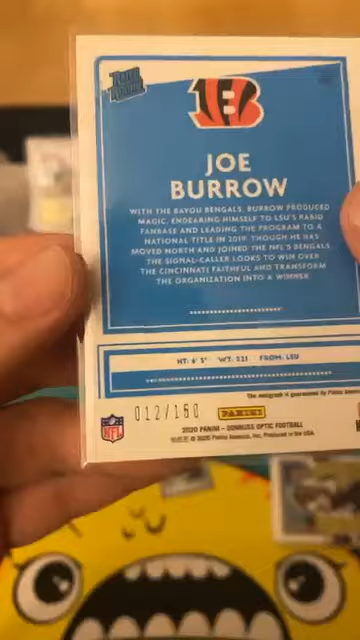 JOE
BURROW
WITH THE BAYOU BENGALS, BURROW PRODUCED
MAGIC, ENDEARING HIMSELF TO LSU'S RABID
FANBASE AND LEADING THE PROGRAM TO A
NATIONAL TITLE IN 2019. THOUGH HE HAS
MOVED NORTH AND JOINED THE NFL'S BENGALS
THE SIGNAL-CALLER LOOKS TO WIN OVER
THE CINCINNATI FAITHFUL AND TRANSFORM
THE ORGANIZATION INTO A WINNER
HT: 6' 5" WT: 221 FROM: LSU
The autograph is guaranteed by Panini
012/150
PANINI
NFL
2020 PANINI - DONRUSS OPTIC FOOTBALL
© 2020 Panini America, Inc. Produced in the USA.